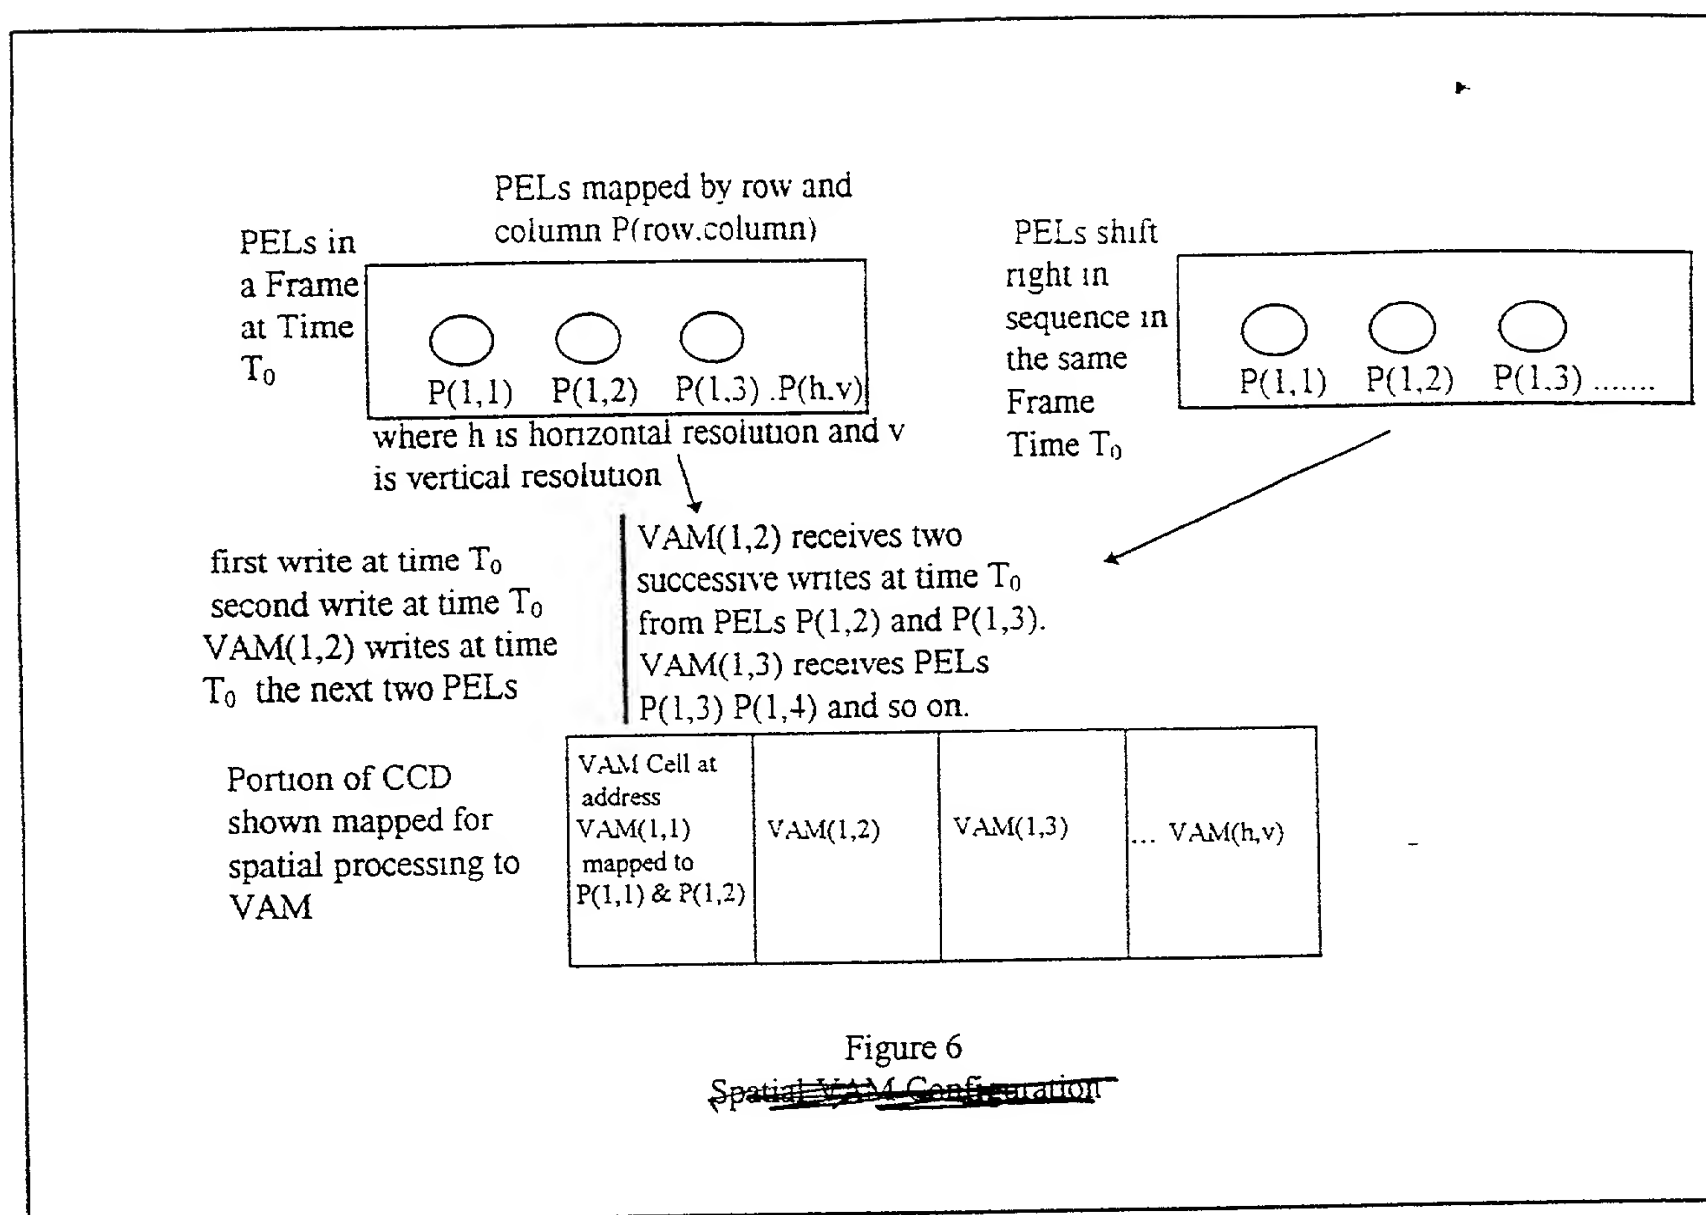 PELs mapped by row and
column P(row.column)
PELs in
a Frame
at Time
T₀
P(1,1) P(1,2) P(1,3) .P(h.v)
where h is horizontal resolution and v
is vertical resolution
PELs shift
right in
sequence in
the same
Frame
Time T₀
P(1,1) P(1,2) P(1,3) .......
first write at time T₀
second write at time T₀
VAM(1,2) writes at time
T₀ the next two PELs
VAM(1,2) receives two
successive writes at time T₀
from PELs P(1,2) and P(1,3).
VAM(1,3) receives PELs
P(1,3) P(1,4) and so on.
Portion of CCD
shown mapped for
spatial processing to
VAM
VAM Cell at
address
VAM(1,1)
mapped to
P(1,1) & P(1,2)
VAM(1,2)
VAM(1,3)
... VAM(h,v)
Figure 6
Spatial VAM Configuration